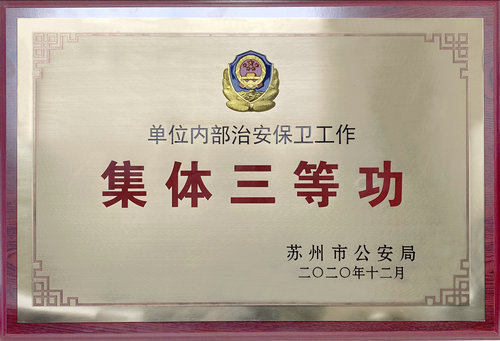 单位内部治安保卫工作
集体三等功
苏州市公安局
二〇二〇年十二月